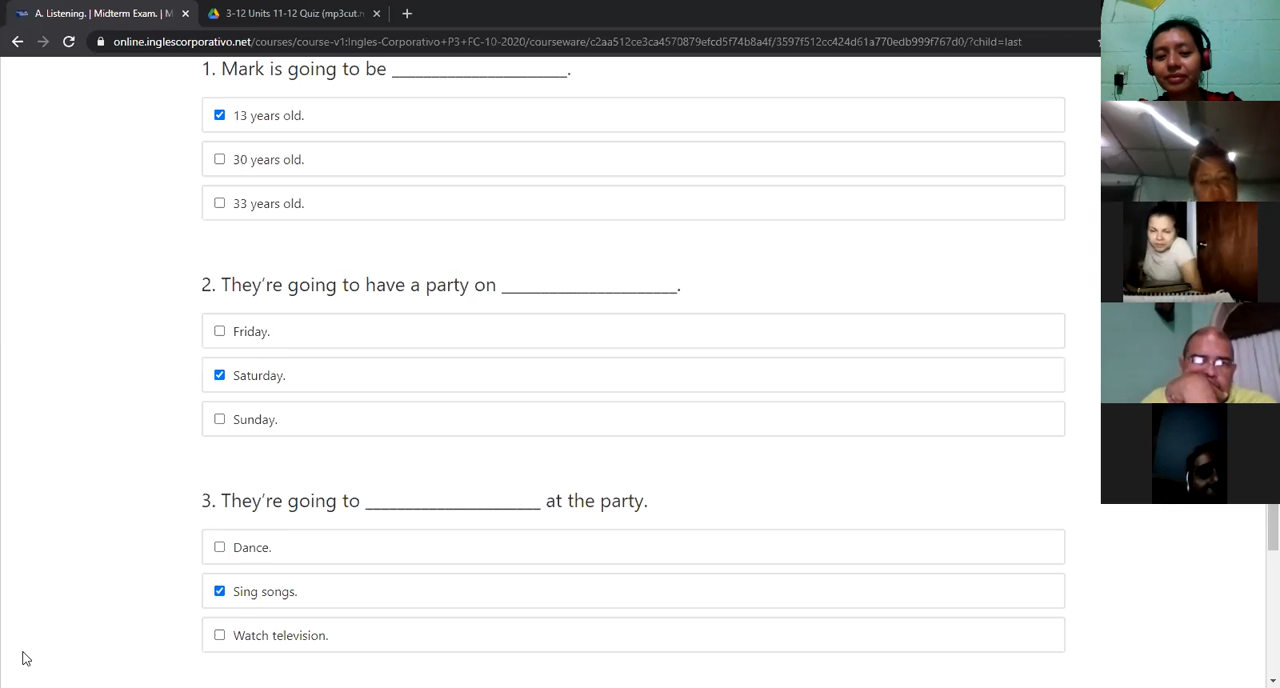 A. Listening. | Midterm Exam. | M
3-12 Units 11-12 Quiz (mp3cut.n
online.inglescorporativo.net/courses/course-v1:Ingles-Corporativo+P3+FC-10-2020/courseware/c2aa512ce3ca4570879efcd5f74b8a4f/3597f512cc424d61a770edb999f767d0/?child=last
1. Mark is going to be ____________________.
13 years old.
30 years old.
33 years old.
2. They’re going to have a party on ____________________.
Friday.
Saturday.
Sunday.
3. They’re going to ____________________ at the party.
Dance.
Sing songs.
Watch television.